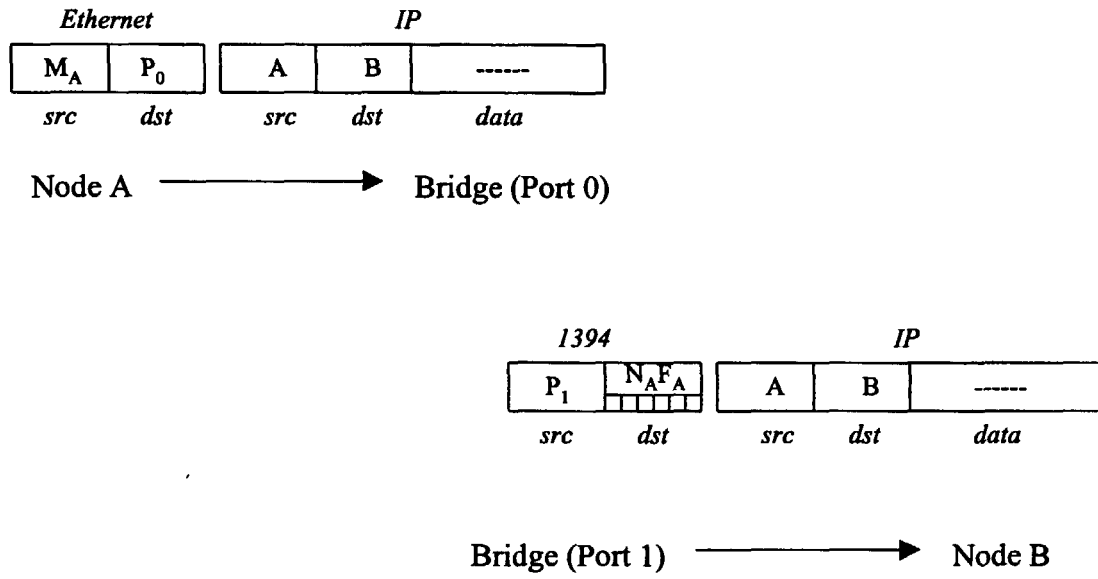 Ethernet IP
M_A P_0 A B ------
src dst src dst data
Node A Bridge (Port 0)
1394 IP
P_1 N_AF_A A B ------
src dst src dst data
Bridge (Port 1) Node B